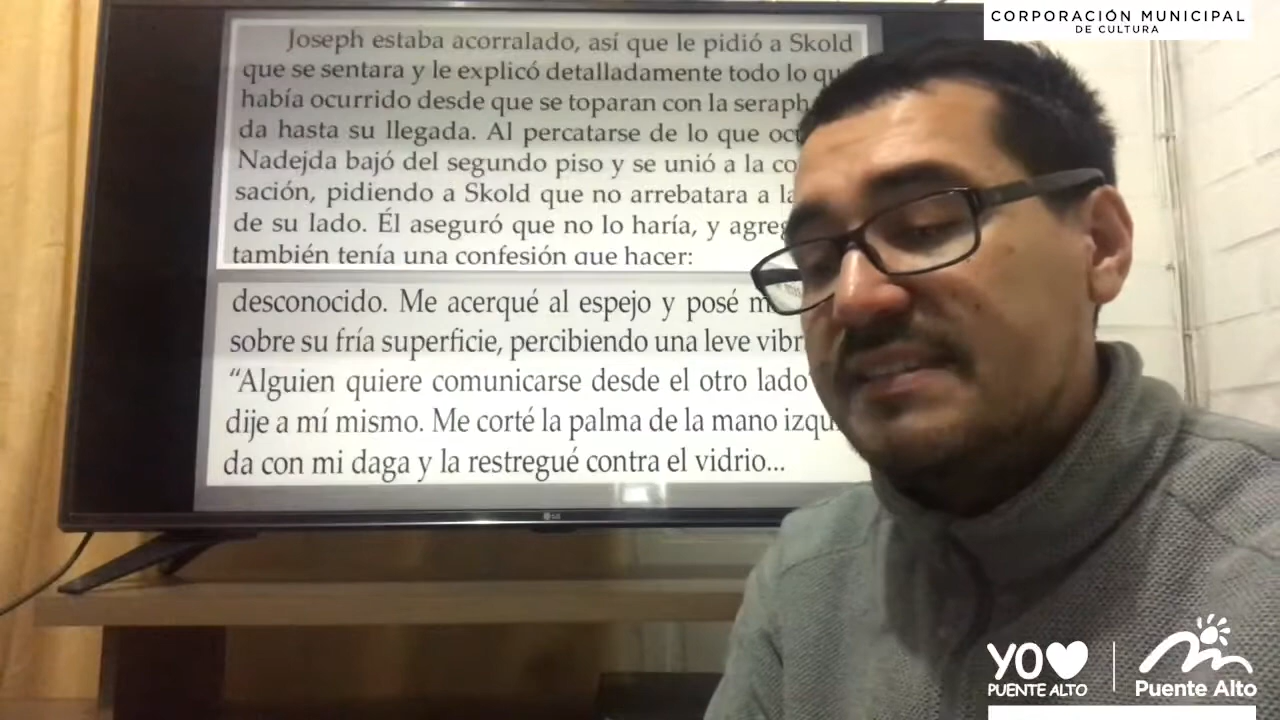 CORPORACIÓN MUNICIPAL
DE CULTURA
Joseph estaba acorralado, así que le pidió a Skold
que se sentara y le explicó detalladamente todo lo
había ocurrido desde que se toparan con la
da hasta su llegada. Al percatarse de lo que
Nadejda bajó del segundo piso y se unió a la
sación, pidiendo a Skold que no arrebatara a
de su lado. Él aseguró que no lo haría, y
también tenía una confesión que hacer:
desconocido. Me acerqué al espejo y posé
sobre su fría superficie, percibiendo una leve
“Alguien quiere comunicarse desde el otro lado
dije a mí mismo. Me corté la palma de la mano
da con mi daga y la restregué contra el vidrio...
LG
YO
PUENTE ALTO
Puente Alto